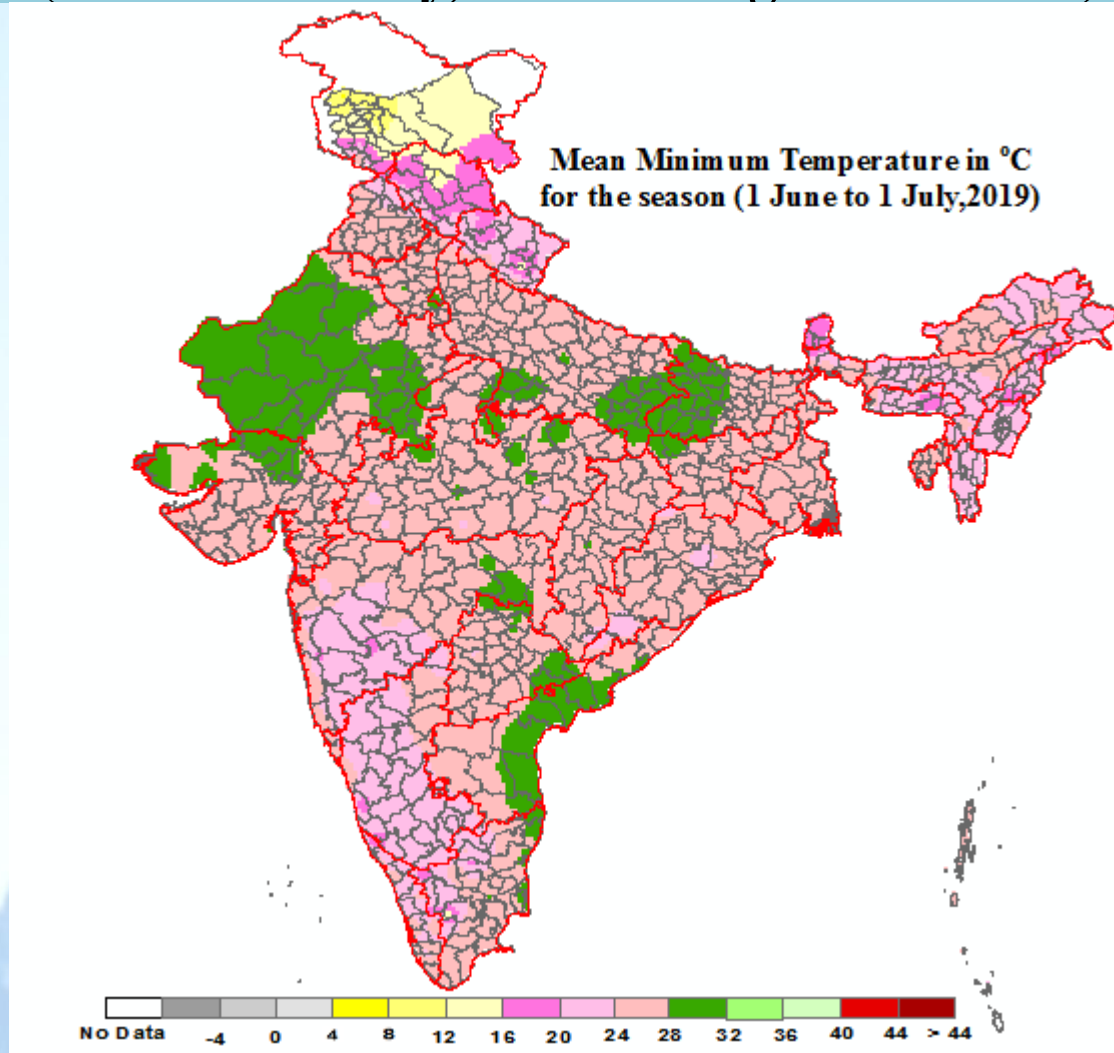 Mean Minimum Temperature in °C
for the season (1 June to 1 July,2019)
No Data -4 0 4 8 12 16 20 24 28 32 36 40 44 > 44